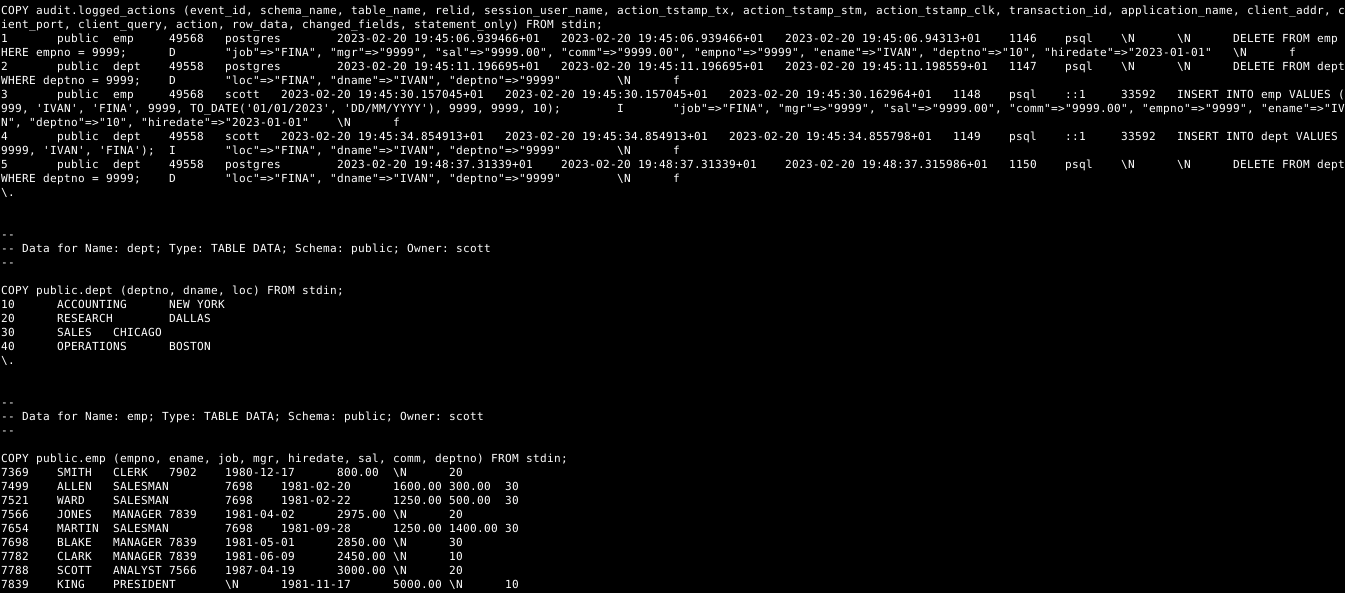 COPY audit.logged_actions (event_id, schema_name, table_name, relid, session_user_name, action_tstamp_tx, action_tstamp_stm, action_tstamp_clk, transaction_id, application_name, client_addr, c
ient_port, client_query, action, row_data, changed_fields, statement_only) FROM stdin;
1 public emp 49568 postgres 2023-02-20 19:45:06.939466+01 2023-02-20 19:45:06.939466+01 2023-02-20 19:45:06.94313+01 1146 psql \N \N DELETE FROM emp
HERE empno = 9999; D "job"=>"FINA", "mgr"=>"9999", "sal"=>"9999.00", "comm"=>"9999.00", "empno"=>"9999", "ename"=>"IVAN", "deptno"=>"10", "hiredate"=>"2023-01-01" \N f
2 public dept 49558 postgres 2023-02-20 19:45:11.196695+01 2023-02-20 19:45:11.196695+01 2023-02-20 19:45:11.198559+01 1147 psql \N \N DELETE FROM dept
WHERE deptno = 9999; D "loc"=>"FINA", "dname"=>"IVAN", "deptno"=>"9999" \N f
3 public emp 49568 scott 2023-02-20 19:45:30.157045+01 2023-02-20 19:45:30.157045+01 2023-02-20 19:45:30.162964+01 1148 psql ::1 33592 INSERT INTO emp VALUES (
999, 'IVAN', 'FINA', 9999, TO_DATE('01/01/2023', 'DD/MM/YYYY'), 9999, 9999, 10); I "job"=>"FINA", "mgr"=>"9999", "sal"=>"9999.00", "comm"=>"9999.00", "empno"=>"9999", "ename"=>"IV
N", "deptno"=>"10", "hiredate"=>"2023-01-01" \N f
4 public dept 49558 scott 2023-02-20 19:45:34.854913+01 2023-02-20 19:45:34.854913+01 2023-02-20 19:45:34.855798+01 1149 psql ::1 33592 INSERT INTO dept VALUES
9999, 'IVAN', 'FINA'); I "loc"=>"FINA", "dname"=>"IVAN", "deptno"=>"9999" \N f
5 public dept 49558 postgres 2023-02-20 19:48:37.31339+01 2023-02-20 19:48:37.31339+01 2023-02-20 19:48:37.315986+01 1150 psql \N \N DELETE FROM dept
WHERE deptno = 9999; D "loc"=>"FINA", "dname"=>"IVAN", "deptno"=>"9999" \N f
\.
--
-- Data for Name: dept; Type: TABLE DATA; Schema: public; Owner: scott
--
COPY public.dept (deptno, dname, loc) FROM stdin;
10 ACCOUNTING NEW YORK
20 RESEARCH DALLAS
30 SALES CHICAGO
40 OPERATIONS BOSTON
\.
--
-- Data for Name: emp; Type: TABLE DATA; Schema: public; Owner: scott
--
COPY public.emp (empno, ename, job, mgr, hiredate, sal, comm, deptno) FROM stdin;
7369 SMITH CLERK 7902 1980-12-17 800.00 \N 20
7499 ALLEN SALESMAN 7698 1981-02-20 1600.00 300.00 30
7521 WARD SALESMAN 7698 1981-02-22 1250.00 500.00 30
7566 JONES MANAGER 7839 1981-04-02 2975.00 \N 20
7654 MARTIN SALESMAN 7698 1981-09-28 1250.00 1400.00 30
7698 BLAKE MANAGER 7839 1981-05-01 2850.00 \N 30
7782 CLARK MANAGER 7839 1981-06-09 2450.00 \N 10
7788 SCOTT ANALYST 7566 1987-04-19 3000.00 \N 20
7839 KING PRESIDENT \N 1981-11-17 5000.00 \N 10